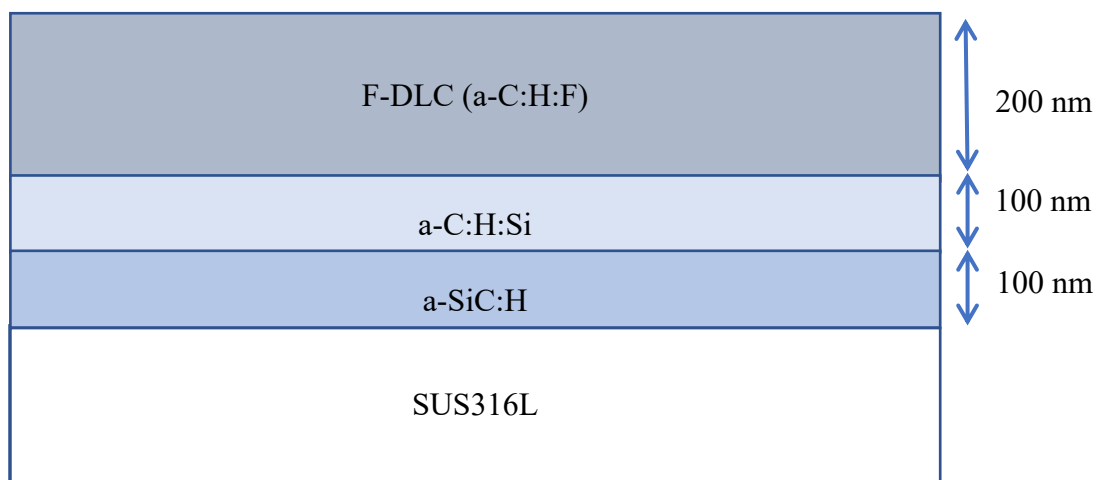 F-DLC (a-C:H:F)
200 nm
a-C:H:Si
100 nm
a-SiC:H
100 nm
SUS316L